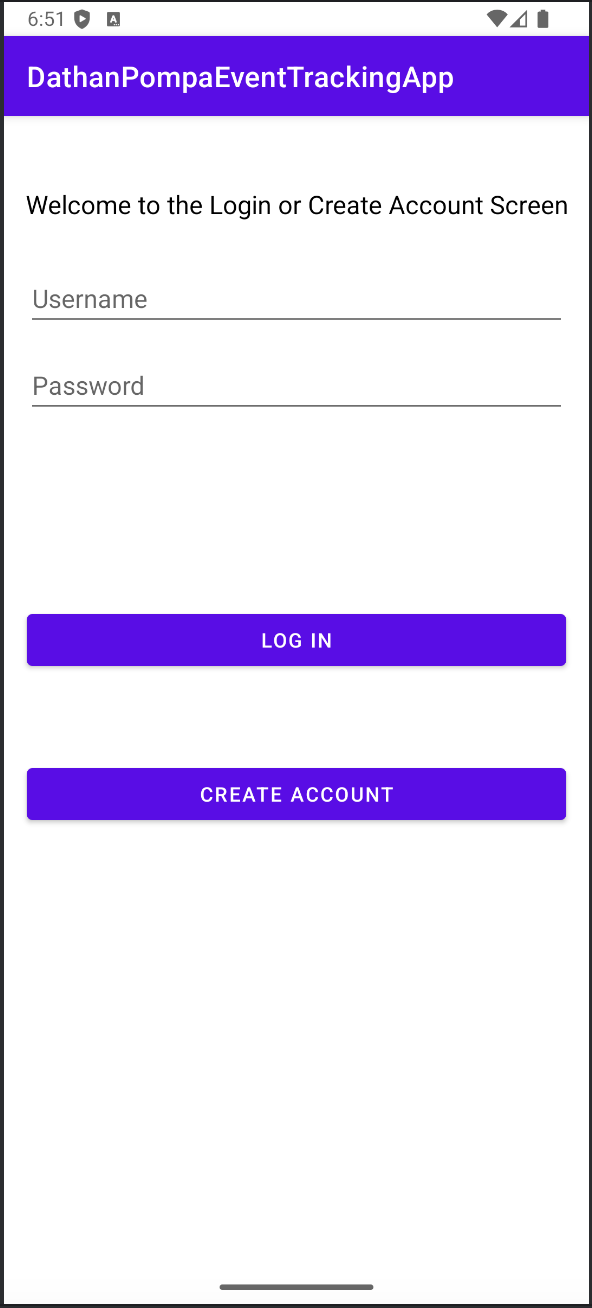 6:51
DathanPompaEventTrackingApp
Welcome to the Login or Create Account Screen
Username
Password
LOG IN
CREATE ACCOUNT